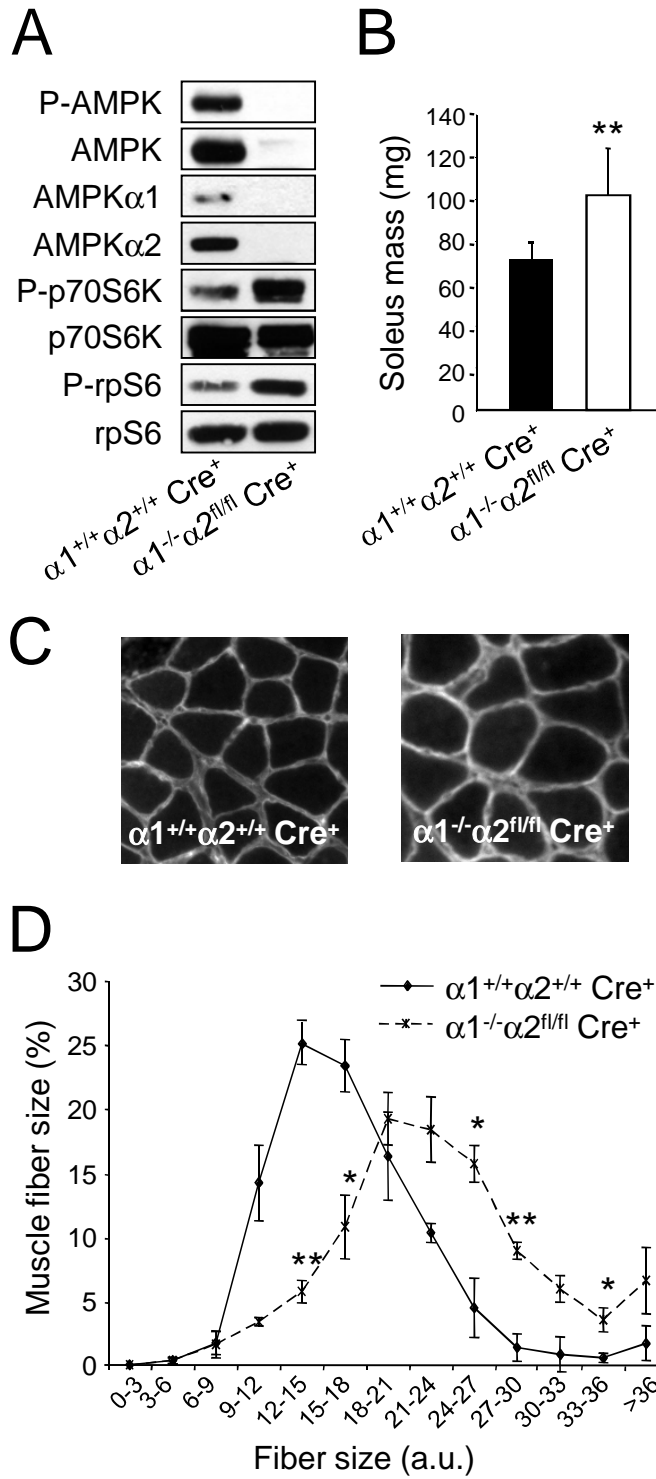 A
P-AMPK
AMPK
AMPKα1
AMPKα2
P-p70S6K
p70S6K
P-rpS6
rpS6
α1+/+α2+/+ Cre+
α1-/-α2fl/fl Cre+
B
Soleus mass (mg)
140
120
100
80
60
40
20
0
**
α1+/+α2+/+ Cre+
α1-/-α2fl/fl Cre+
C
α1+/+α2+/+ Cre+
α1-/-α2fl/fl Cre+
D
Muscle fiber size (%)
30
25
20
15
10
5
0
α1+/+α2+/+ Cre+
α1-/-α2fl/fl Cre+
**
*
*
**
*
0-3
3-6
6-9
9-12
12-15
15-18
18-21
21-24
24-27
27-30
30-33
33-36
>36
Fiber size (a.u.)